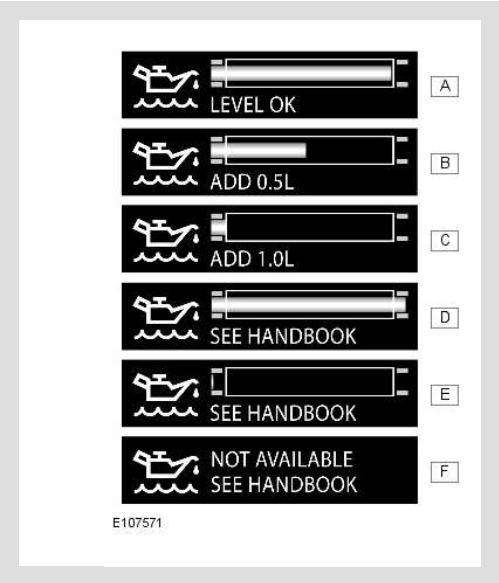 LEVEL OK
A
ADD 0.5L
B
ADD 1.0L
C
SEE HANDBOOK
D
SEE HANDBOOK
E
NOT AVAILABLE
SEE HANDBOOK
F
E107571